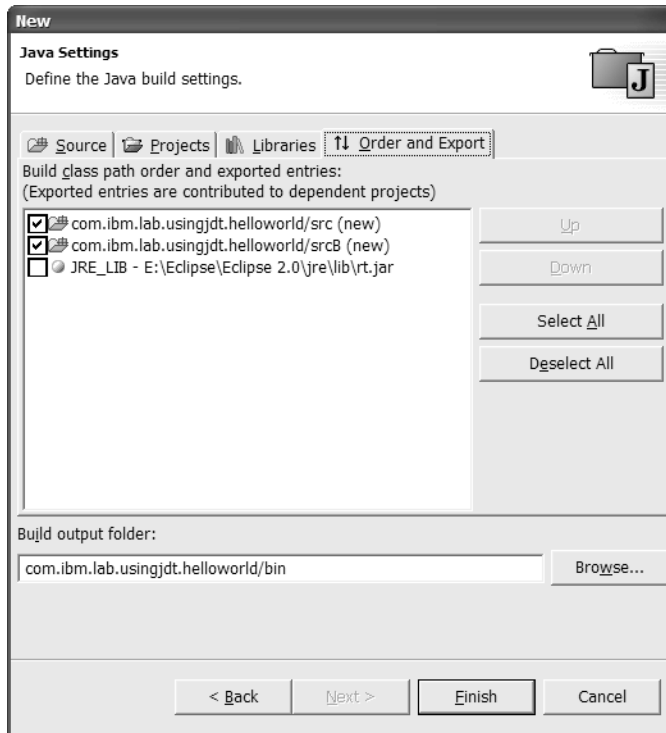 New
Java Settings
Define the Java build settings.
J
Source Projects Libraries Order and Export
Build class path order and exported entries:
(Exported entries are contributed to dependent projects)
com.ibm.lab.usingjdt.helloworld/src (new)
com.ibm.lab.usingjdt.helloworld/srcB (new)
JRE_LIB - E:\Eclipse\Eclipse 2.0\jre\lib\rt.jar
Up
Down
Select All
Deselect All
Build output folder:
com.ibm.lab.usingjdt.helloworld/bin
Browse...
< Back
Next >
Finish
Cancel